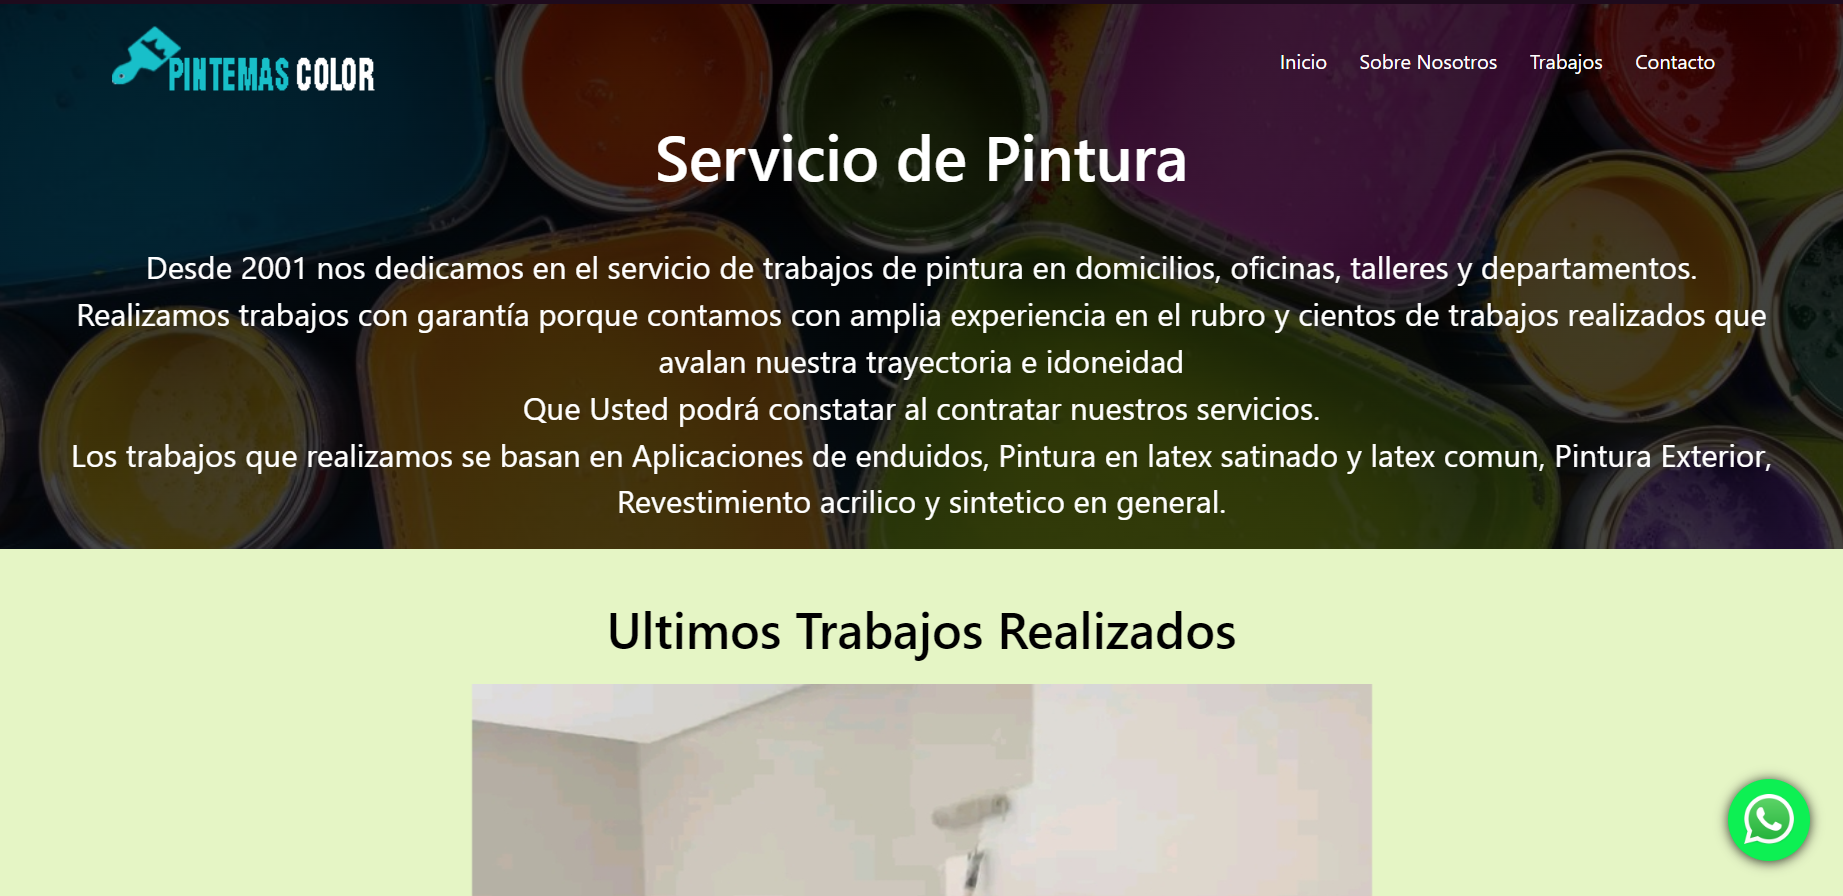 PINTEMAS COLOR
Inicio Sobre Nosotros Trabajos Contacto
Servicio de Pintura
Desde 2001 nos dedicamos en el servicio de trabajos de pintura en domicilios, oficinas, talleres y departamentos.
Realizamos trabajos con garantía porque contamos con amplia experiencia en el rubro y cientos de trabajos realizados que
avalan nuestra trayectoria e idoneidad
Que Usted podrá constatar al contratar nuestros servicios.
Los trabajos que realizamos se basan en Aplicaciones de enduidos, Pintura en latex satinado y latex comun, Pintura Exterior,
Revestimiento acrilico y sintetico en general.
Ultimos Trabajos Realizados